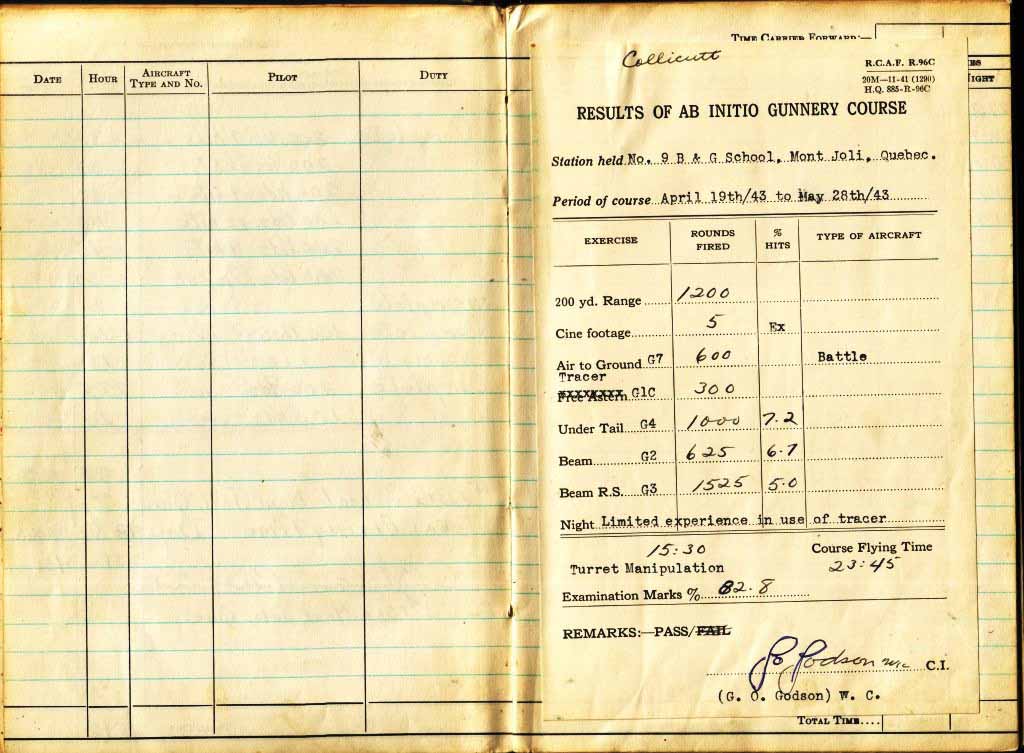 DATE HOUR AIRCRAFT TYPE AND NO. PILOT DUTY
TIME CARRIED FORWARD:—
NIGHT
Collicutt
R.C.A.F. R.96C
20M—11-41 (1290)
H.Q. 885-R-96C
RESULTS OF AB INITIO GUNNERY COURSE
Station held No. 9 B & G School, Mont Joli, Quebec.
Period of course April 19th/43 to May 28th/43
EXERCISE ROUNDS FIRED % HITS TYPE OF AIRCRAFT
200 yd. Range 1200
Cine footage 5 Ex
Air to Ground G7 600 Battle
Tracer
Free Astern G1C 300
Under Tail G4 1000 7.2
Beam G2 625 6.7
Beam R.S. G3 1525 5.0
Night Limited experience in use of tracer
15:30 Course Flying Time
Turret Manipulation 23:45
Examination Marks % 82.8
REMARKS:—PASS/FAIL
Go Godson w/c C.I.
(G. O. Godson) W. C.
TOTAL TIME....